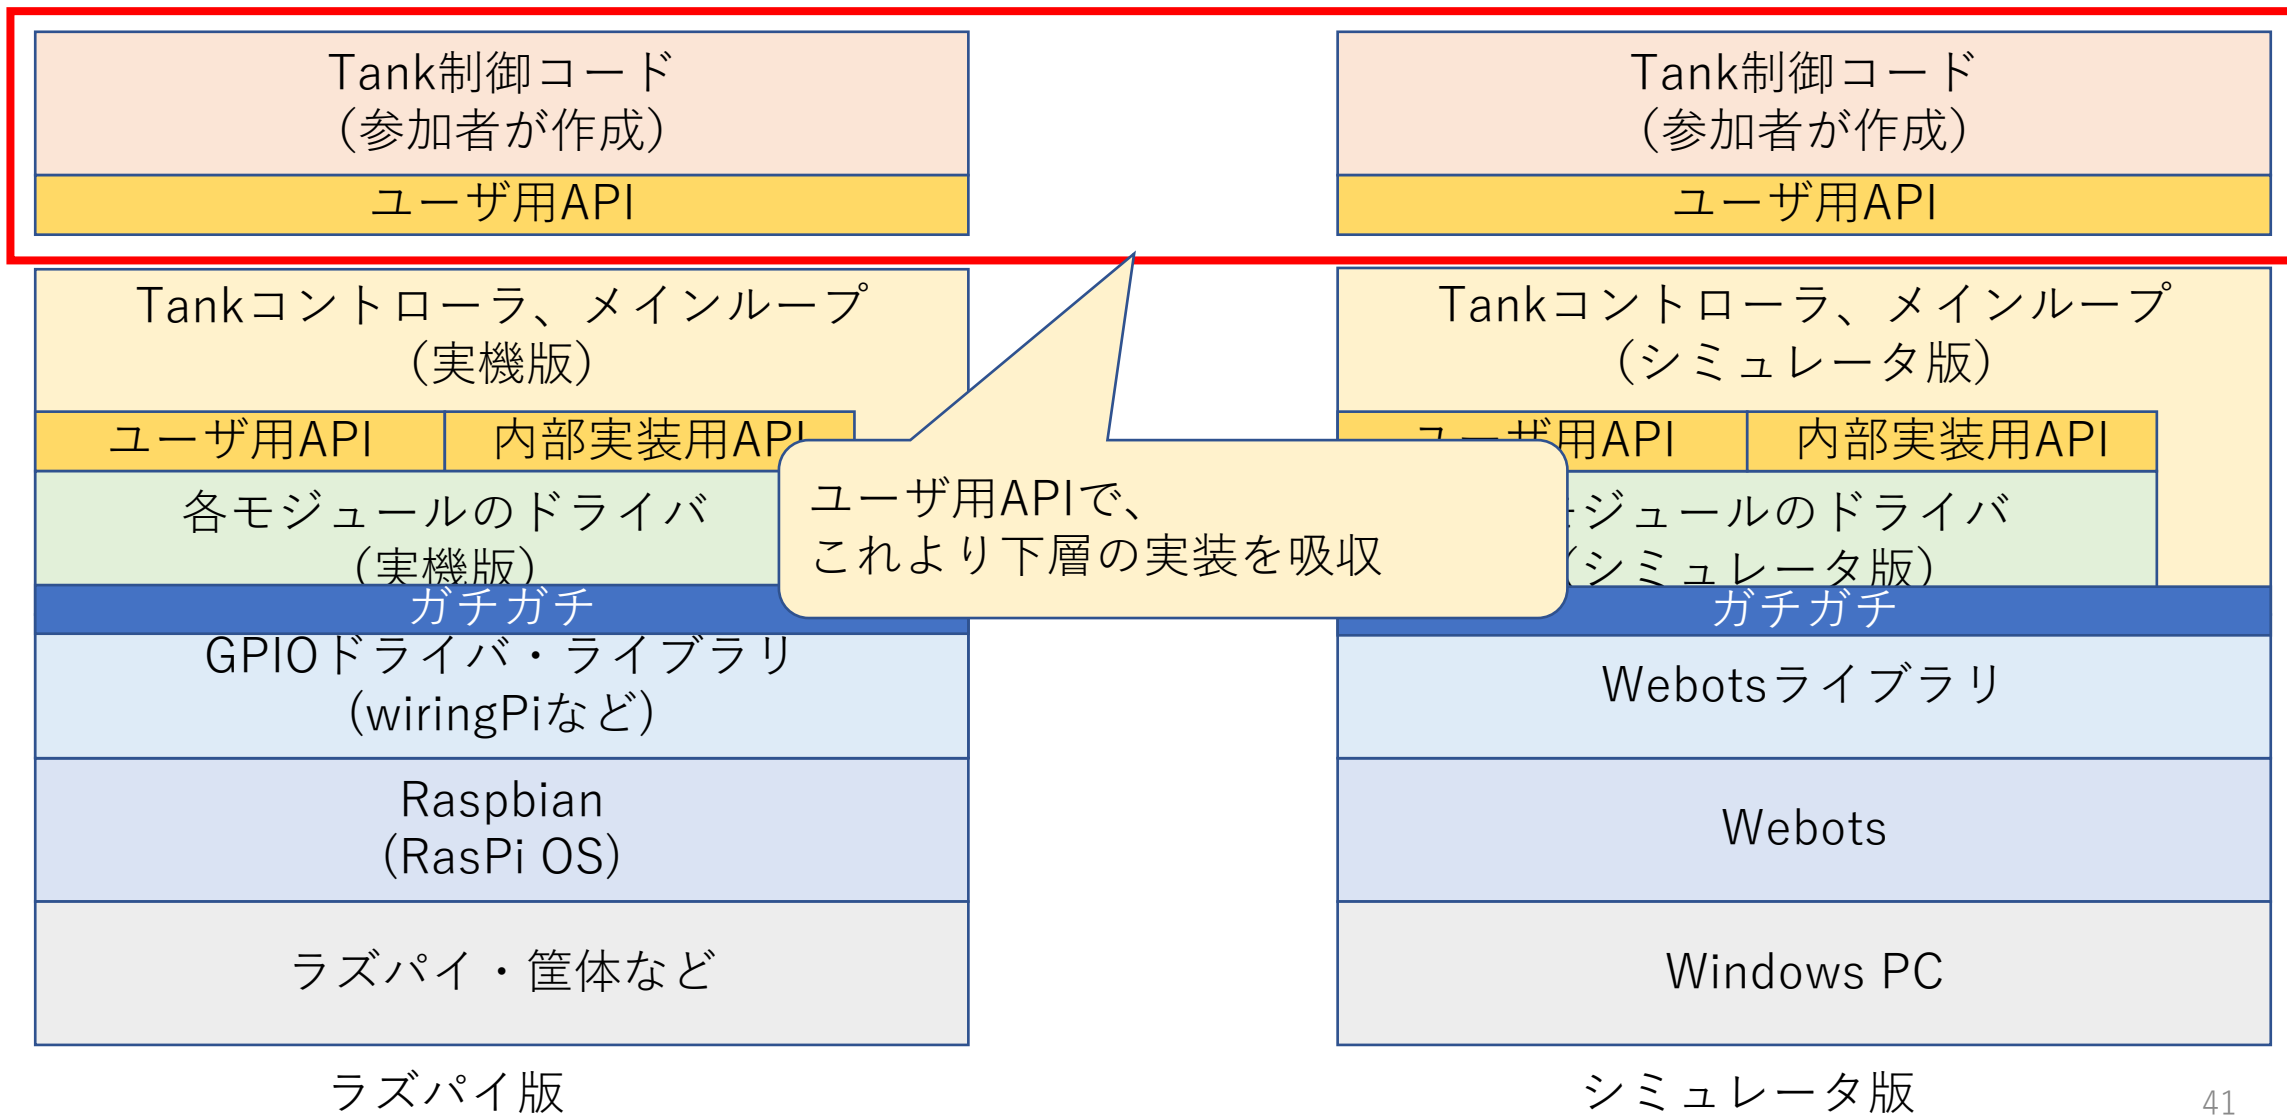 Tank制御コード
（参加者が作成）
ユーザ用API
Tankコントローラ、メインループ
（実機版）
ユーザ用API
内部実装用API
各モジュールのドライバ
（実機版）
ガチガチ
GPIOドライバ・ライブラリ
(wiringPiなど)
Raspbian
(RasPi OS)
ラズパイ・筐体など
ラズパイ版
ユーザ用APIで、
これより下層の実装を吸収
Tank制御コード
（参加者が作成）
ユーザ用API
Tankコントローラ、メインループ
（シミュレータ版）
ユーザ用API
内部実装用API
ジュールのドライバ
（シミュレータ版）
ガチガチ
Webotsライブラリ
Webots
Windows PC
シミュレータ版
41